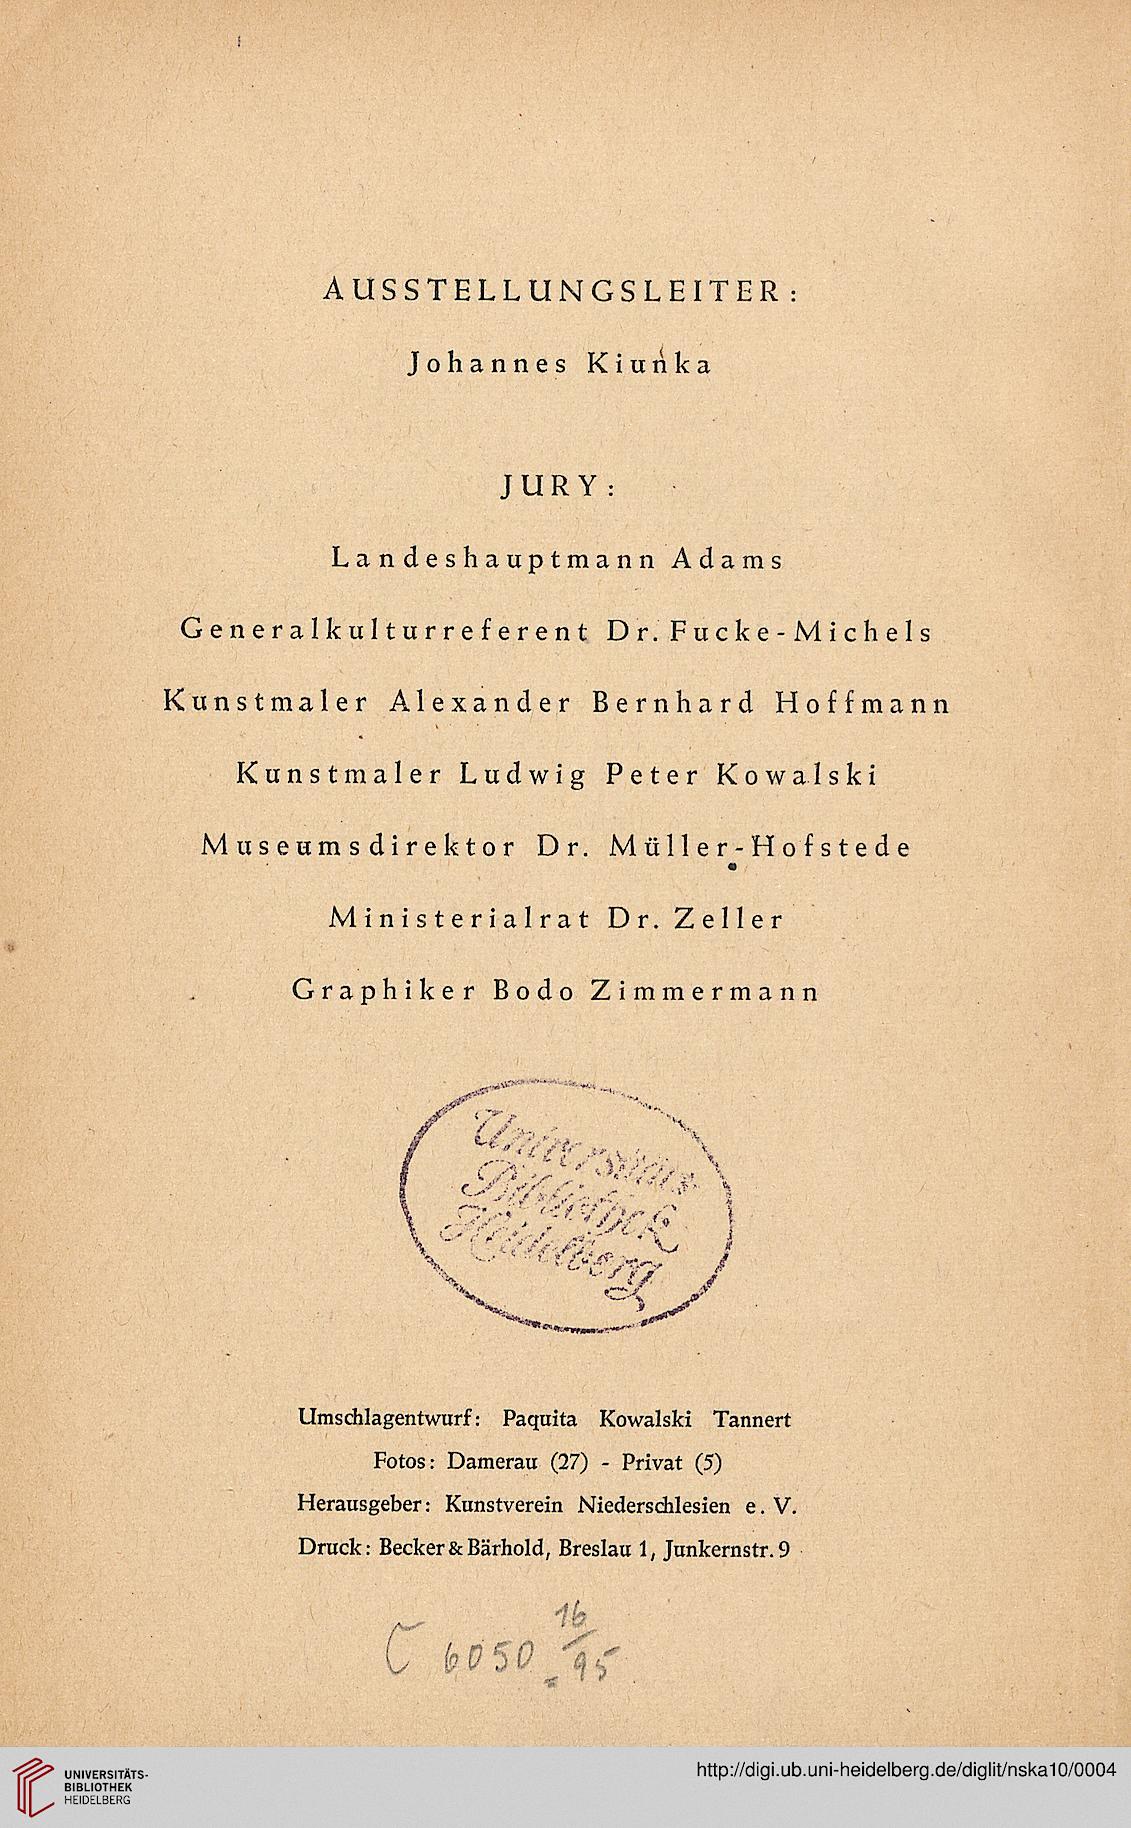 AUSSTELLUNGSLEITER:
Johannes Kiunka
JURY:
Landeshauptmann Adams
Generalkulturreferent Dr. Fucke-Michels
Kunstmaler Alexander Bernhard Hoffmann
Kunstmaler Ludwig Peter Kowalski
Museumsdirektor Dr. Müller-Hofstede
Ministerialrat Dr. Zeller
Graphiker Bodo Zimmermann
Universitäts-
Bibliothek
Heidelberg
Umschlagentwurf: Paquita Kowalski Tannert
Fotos: Damerau (27) - Privat (5)
Herausgeber: Kunstverein Niederschlesien e. V.
Druck: Becker & Bärhold, Breslau 1, Junkernstr. 9
C 6050 16/95
UNIVERSITÄTS-
BIBLIOTHEK
HEIDELBERG
http://digi.ub.uni-heidelberg.de/diglit/nska10/0004